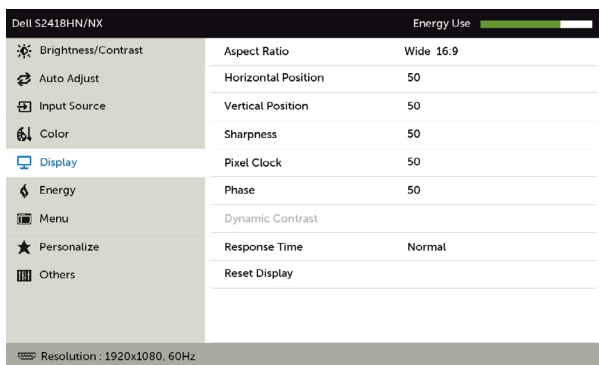 Dell S2418HN/NX Energy Use
Brightness/Contrast
Auto Adjust
Input Source
Color
Display
Energy
Menu
Personalize
Others
Aspect Ratio Wide 16:9
Horizontal Position 50
Vertical Position 50
Sharpness 50
Pixel Clock 50
Phase 50
Dynamic Contrast
Response Time Normal
Reset Display
Resolution : 1920x1080, 60Hz